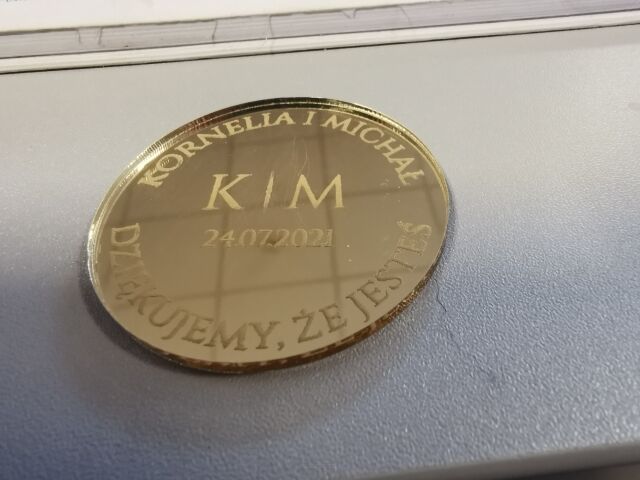 KORNELIA I MICHAŁ
K | M
24.07.2021
DZIĘKUJEMY, ŻE JESTEŚ